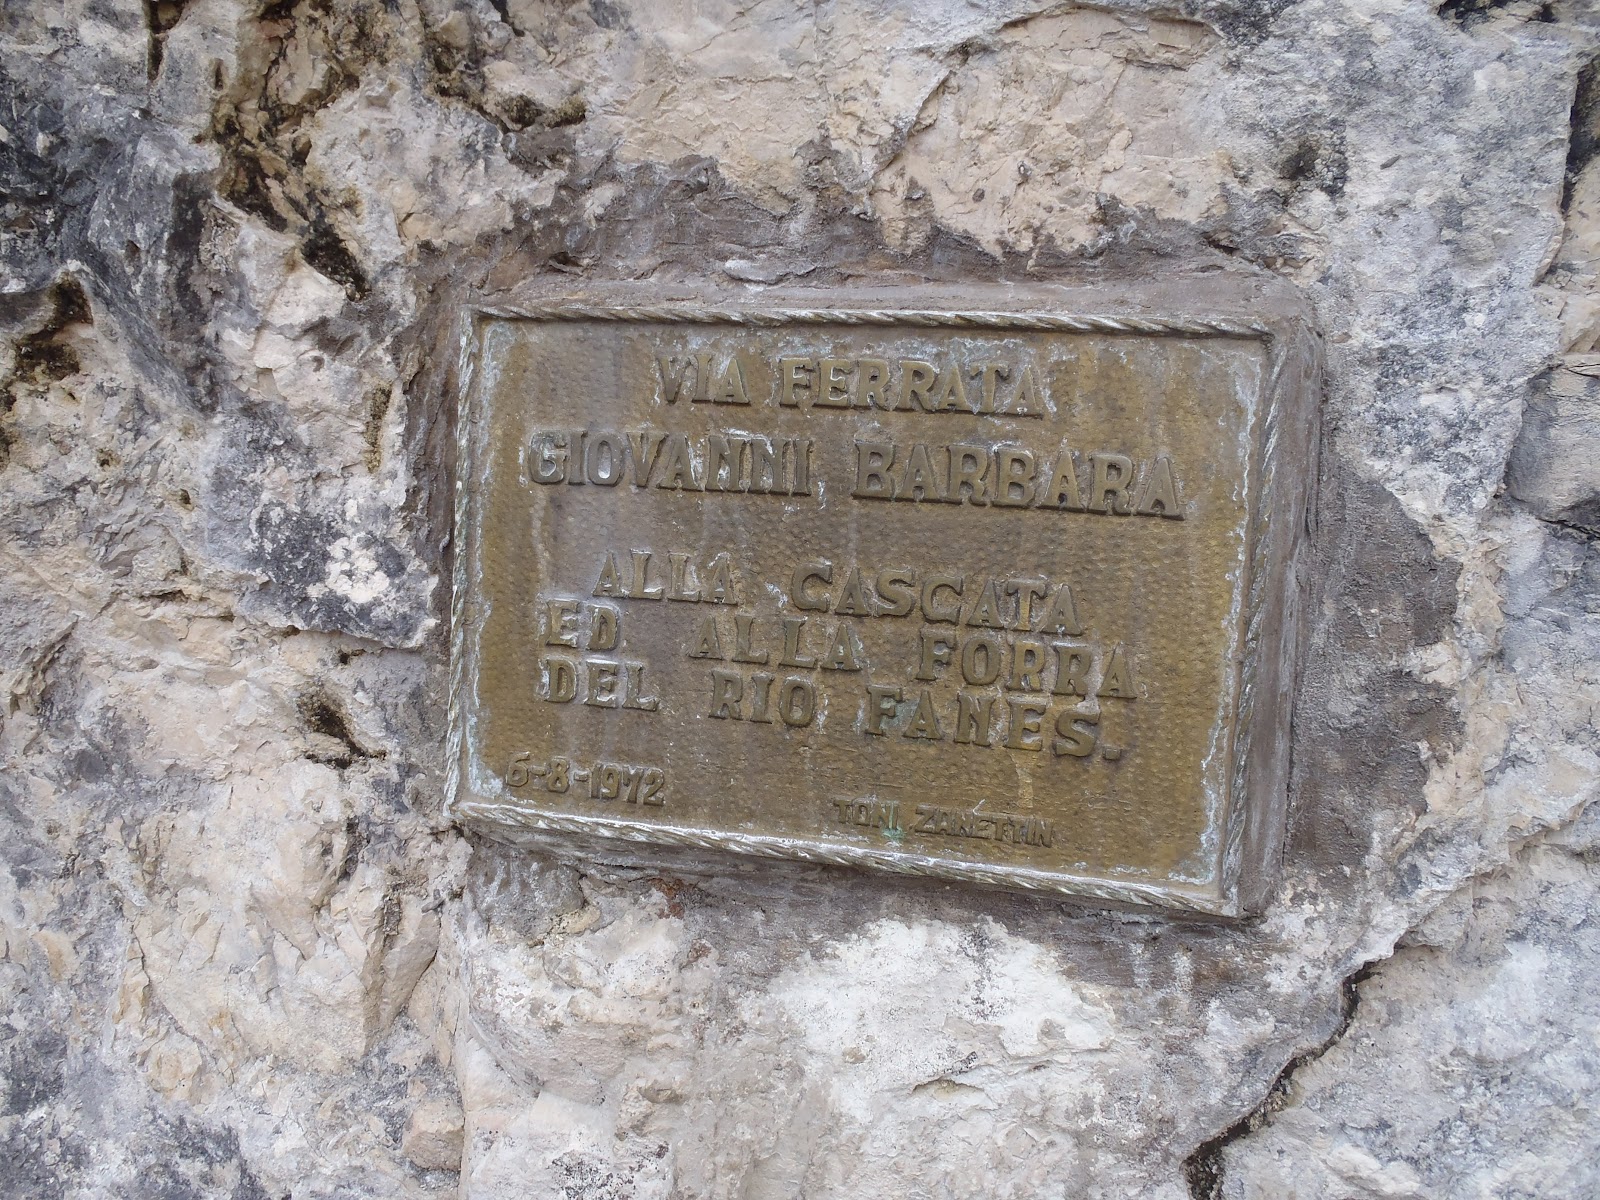 VIA FERRATA
GIOVANNI BARBARA
ALLA CASCATA
ED ALLA FORRA
DEL RIO FANES.
6-8-1972
TONI ZANETTIN